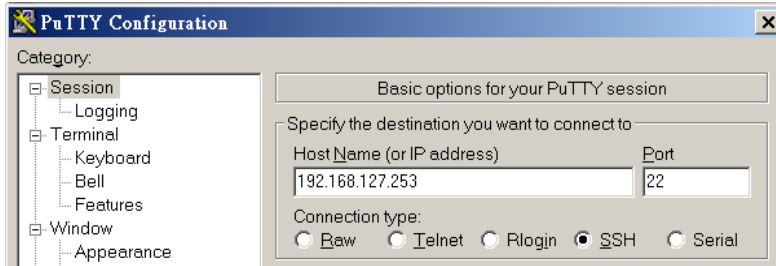 PuTTY Configuration
Category:
Session
Logging
Terminal
Keyboard
Bell
Features
Window
Appearance
Basic options for your PuTTY session
Specify the destination you want to connect to
Host Name (or IP address) Port
192.168.127.253 22
Connection type:
Raw Telnet Rlogin SSH Serial